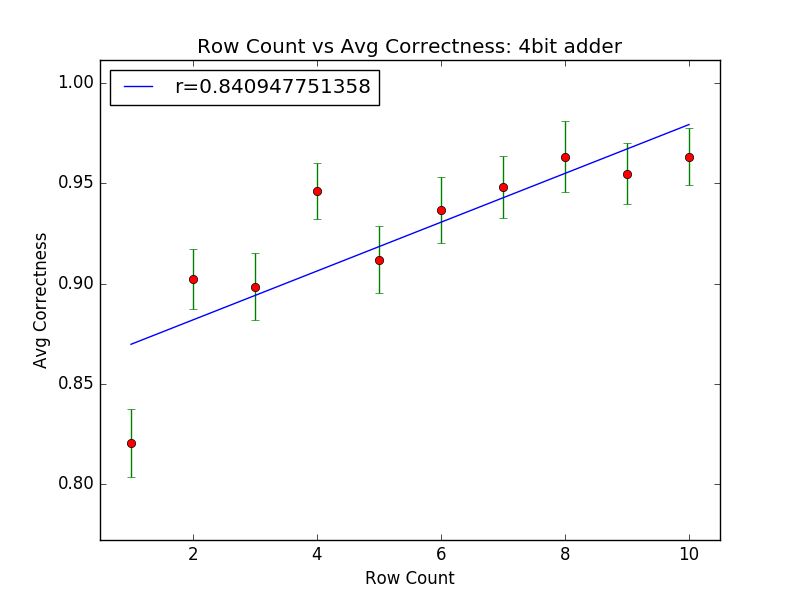 Row Count vs Avg Correctness: 4bit adder
r=0.840947751358
1.00
0.95
0.90
0.85
0.80
Avg Correctness
2 4 6 8 10
Row Count